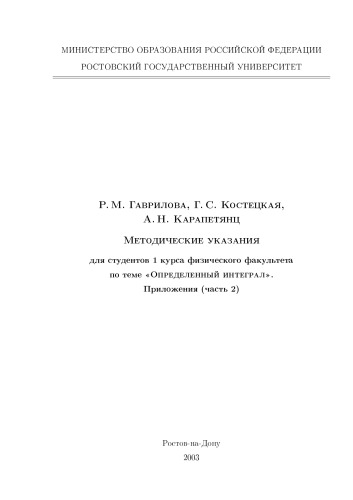 МИНИСТЕРСТВО ОБРАЗОВАНИЯ РОССИЙСКОЙ ФЕДЕРАЦИИ
РОСТОВСКИЙ ГОСУДАРСТВЕННЫЙ УНИВЕРСИТЕТ
Р. М. Гаврилова, Г. С. Костецкая,
А. Н. Карапетянц
Методические указания
для студентов 1 курса физического факультета
по теме «Определенный интеграл».
Приложения (часть 2)
Ростов-на-Дону
2003